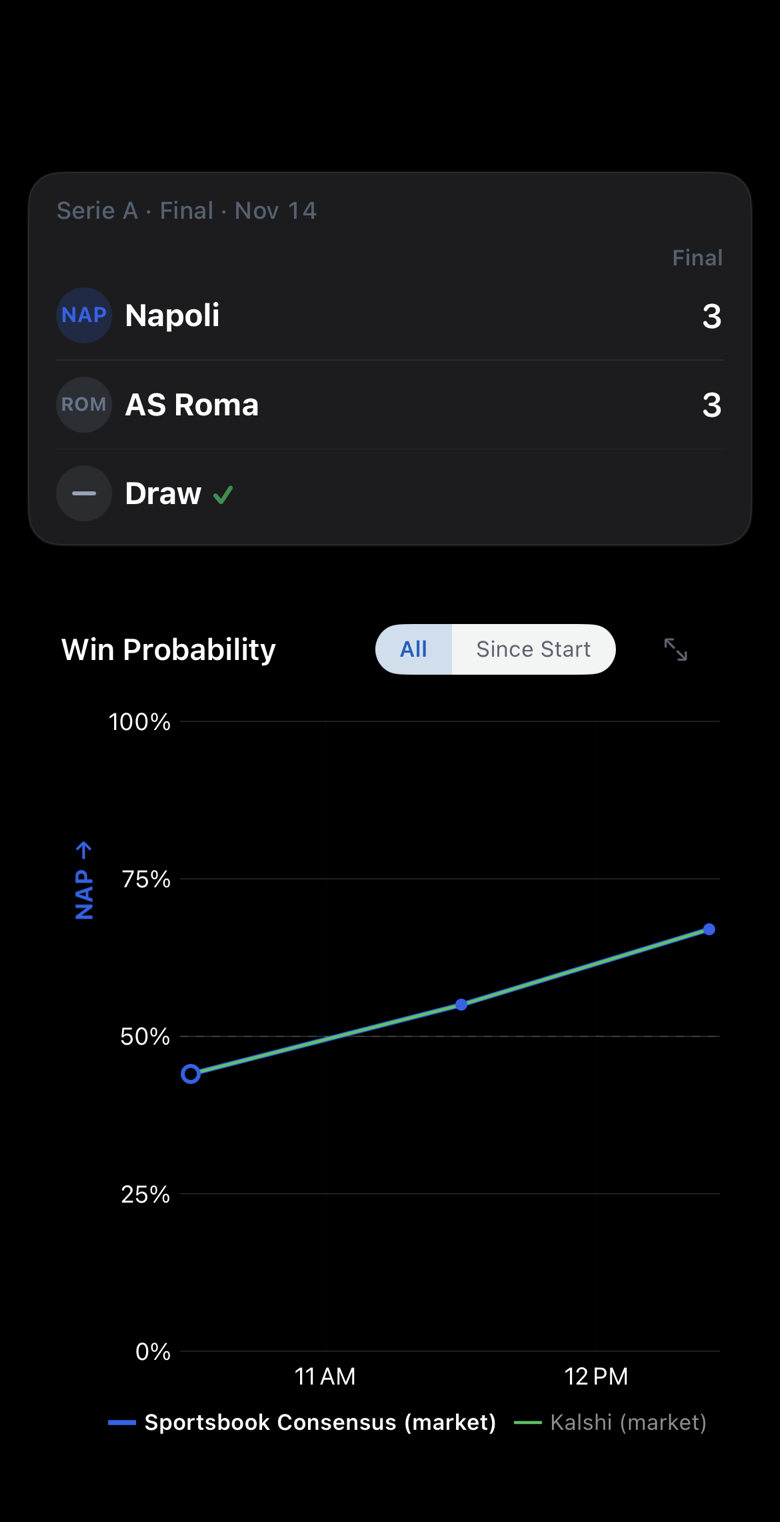 Serie A · Final · Nov 14
Final
NAP Napoli 3
ROM AS Roma 3
Draw
Win Probability
All
Since Start
100%
75%
50%
25%
0%
NAP →
11 AM
12 PM
Sportsbook Consensus (market)
Kalshi (market)